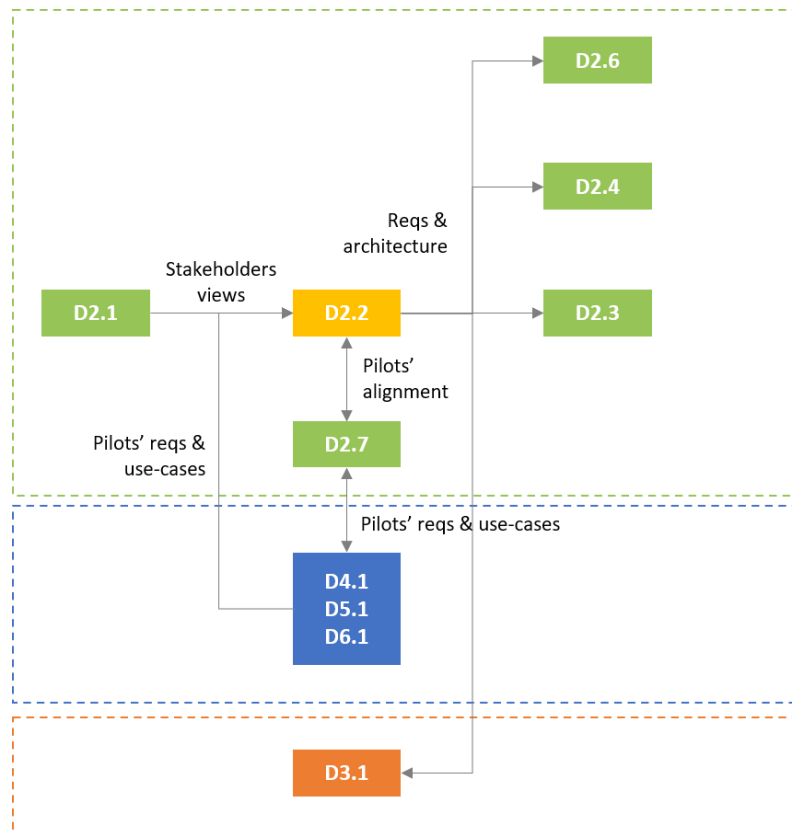 D2.6
D2.4
Reqs &
architecture
Stakeholders
views
D2.1
D2.2
D2.3
Pilots’
alignment
Pilots’ reqs &
use-cases
D2.7
Pilots’ reqs & use-cases
D4.1
D5.1
D6.1
D3.1